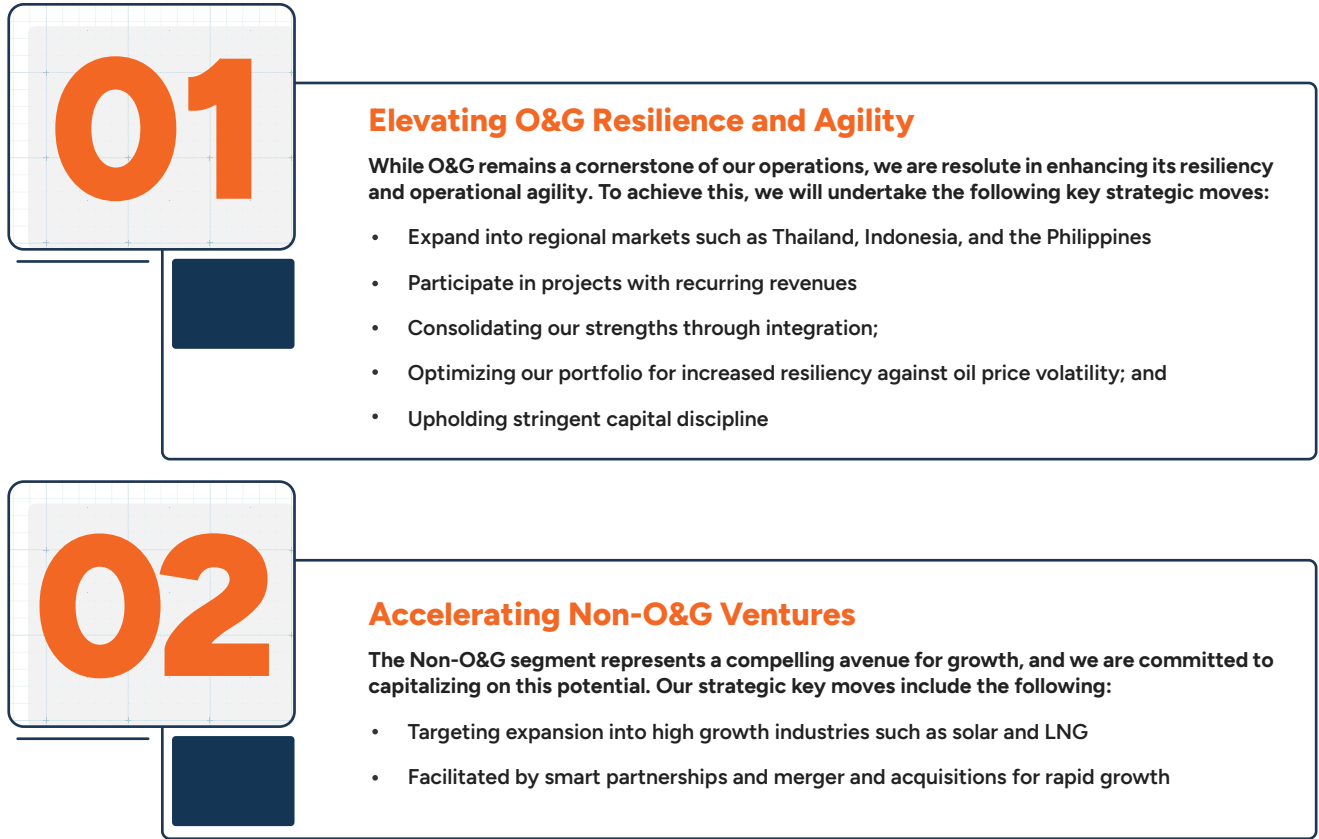 01
Elevating O&G Resilience and Agility
While O&G remains a cornerstone of our operations, we are resolute in enhancing its resiliency
and operational agility. To achieve this, we will undertake the following key strategic moves:
• Expand into regional markets such as Thailand, Indonesia, and the Philippines
• Participate in projects with recurring revenues
• Consolidating our strengths through integration;
• Optimizing our portfolio for increased resiliency against oil price volatility; and
• Upholding stringent capital discipline
02
Accelerating Non-O&G Ventures
The Non-O&G segment represents a compelling avenue for growth, and we are committed to
capitalizing on this potential. Our strategic key moves include the following:
• Targeting expansion into high growth industries such as solar and LNG
• Facilitated by smart partnerships and merger and acquisitions for rapid growth